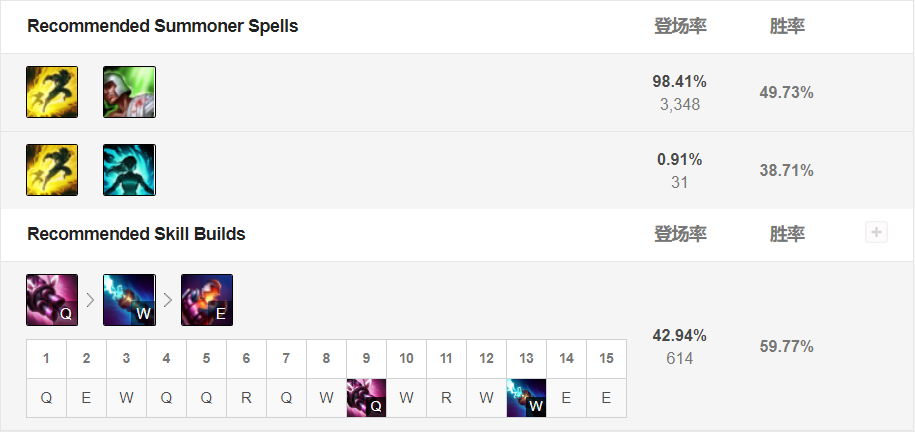 Recommended Summoner Spells 登场率 胜率
98.41%
3,348
49.73%
0.91%
31
38.71%
Recommended Skill Builds 登场率 胜率
Q W E
42.94%
614
59.77%
1 2 3 4 5 6 7 8 9 10 11 12 13 14 15
Q E W Q Q R Q W Q W R W W E E